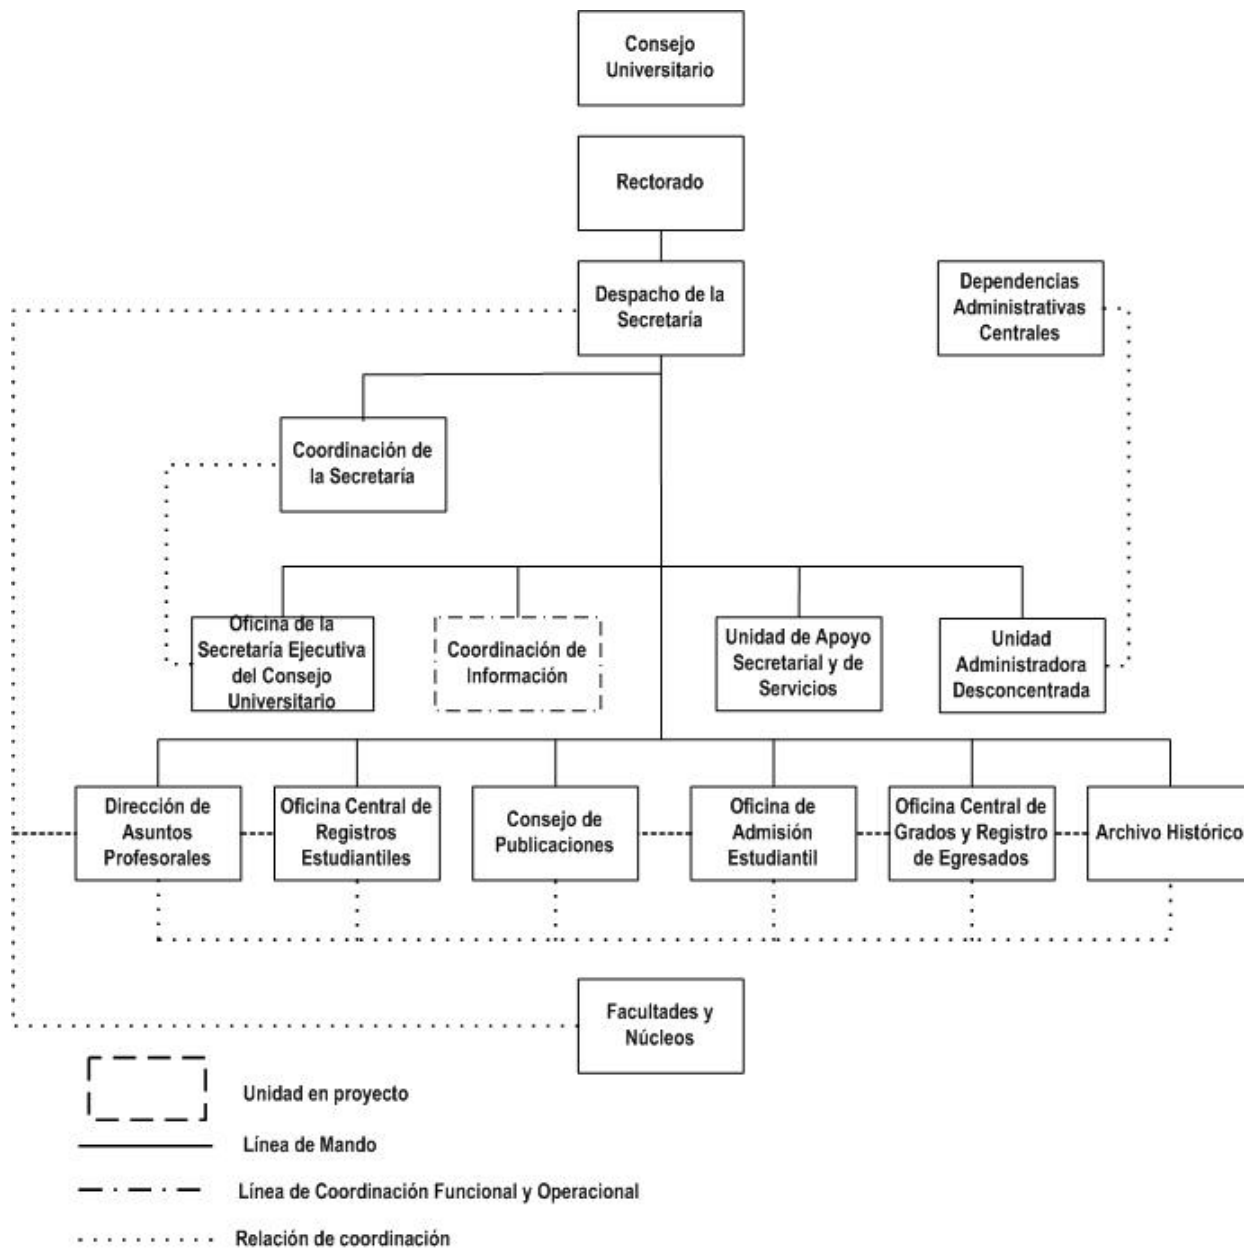 Consejo
Universitario
Rectorado
Despacho de la
Secretaría
Dependencias
Administrativas
Centrales
Coordinación de
la Secretaría
Oficina de la
Secretaría Ejecutiva
del Consejo
Universitario
Coordinación de
Información
Unidad de Apoyo
Secretarial y de
Servicios
Unidad
Administradora
Desconcentrada
Dirección de
Asuntos
Profesorales
Oficina Central de
Registros
Estudiantiles
Consejo de
Publicaciones
Oficina de
Admisión
Estudiantil
Oficina Central de
Grados y Registro
de Egresados
Archivo Histórico
Facultades y
Núcleos
Unidad en proyecto
Línea de Mando
Línea de Coordinación Funcional y Operacional
Relación de coordinación